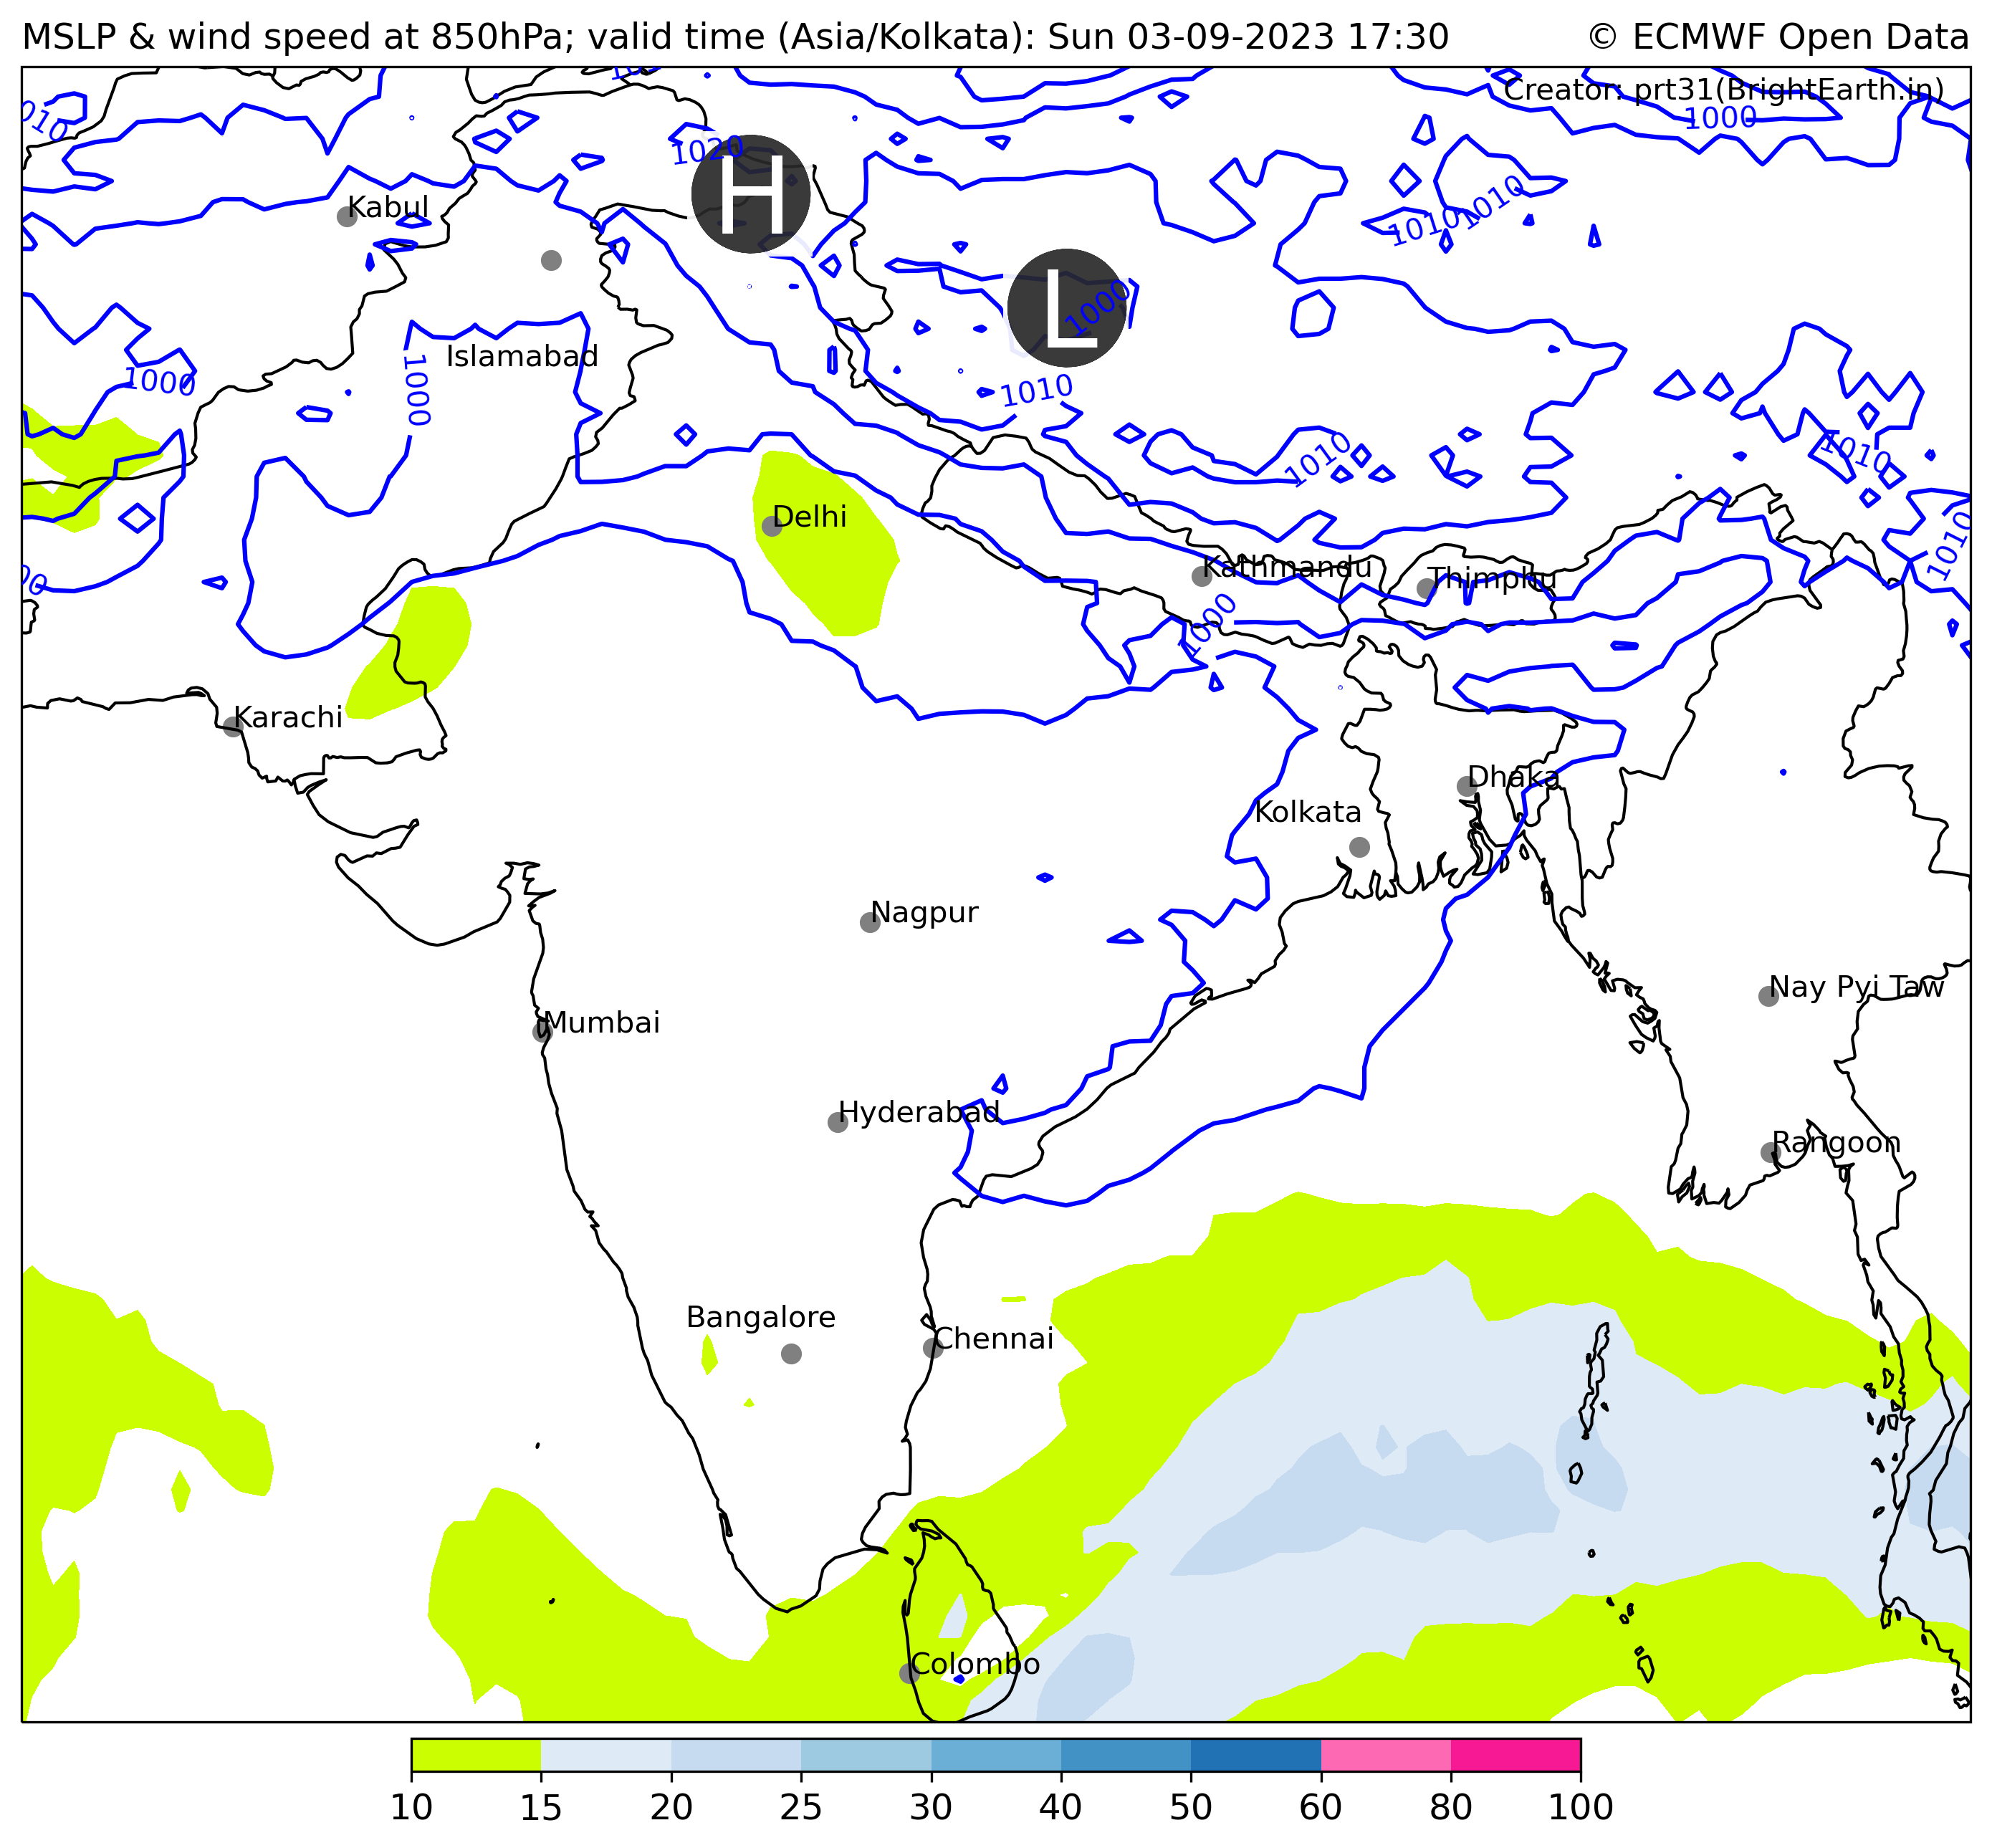 MSLP & wind speed at 850hPa; valid time (Asia/Kolkata): Sun 03-09-2023 17:30 © ECMWF Open Data
Creator: prt31(BrightEarth.in)
1000
1020
H
1010
1010
Kabul
L
1000
Islamabad
1000
1000
1010
1010
1010
Delhi
1010
Kathmandu
Thimphu
1000
Karachi
Dhaka
Kolkata
Nagpur
Nay Pyi Taw
Mumbai
Hyderabad
Rangoon
Bangalore
Chennai
Colombo
10 15 20 25 30 40 50 60 80 100